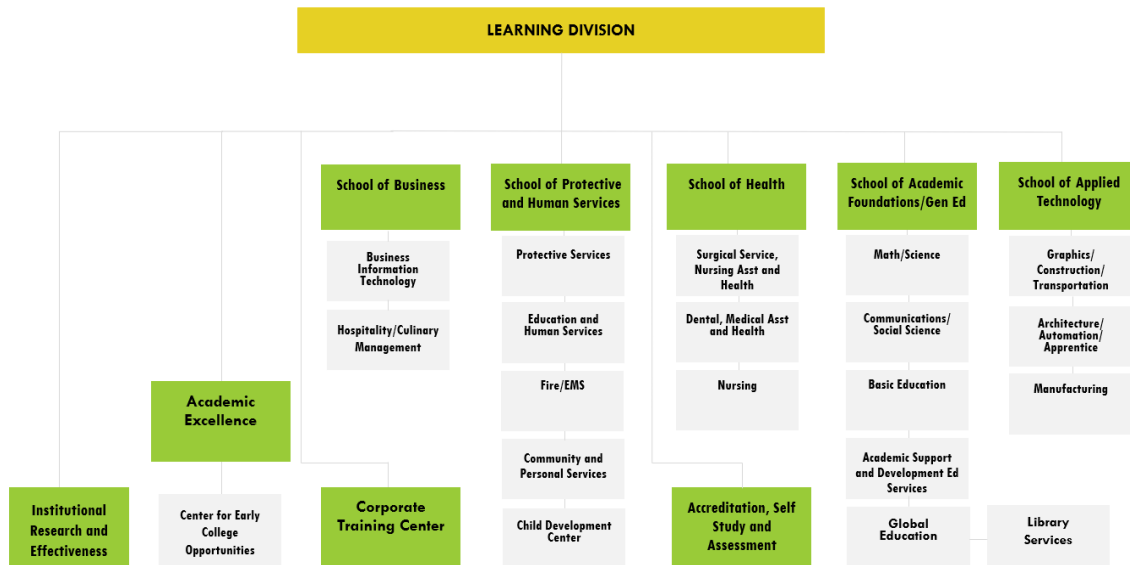 LEARNING DIVISION
School of Business
Business
Information
Technology
Hospitality/Culinary
Management
School of Protective
and Human Services
Protective Services
Education and
Human Services
Fire/EMS
Community and
Personal Services
Child Development
Center
School of Health
Surgical Service,
Nursing Asst and
Health
Dental, Medical Asst
and Health
Nursing
School of Academic
Foundations/Gen Ed
Math/Science
Communications/
Social Science
Basic Education
Academic Support
and Development Ed
Services
Global
Education
Library
Services
School of Applied
Technology
Graphics/
Construction/
Transportation
Architecture/
Automation/
Apprentice
Manufacturing
Academic
Excellence
Center for Early
College
Opportunities
Institutional
Research and
Effectiveness
Corporate
Training Center
Accreditation, Self
Study and
Assessment